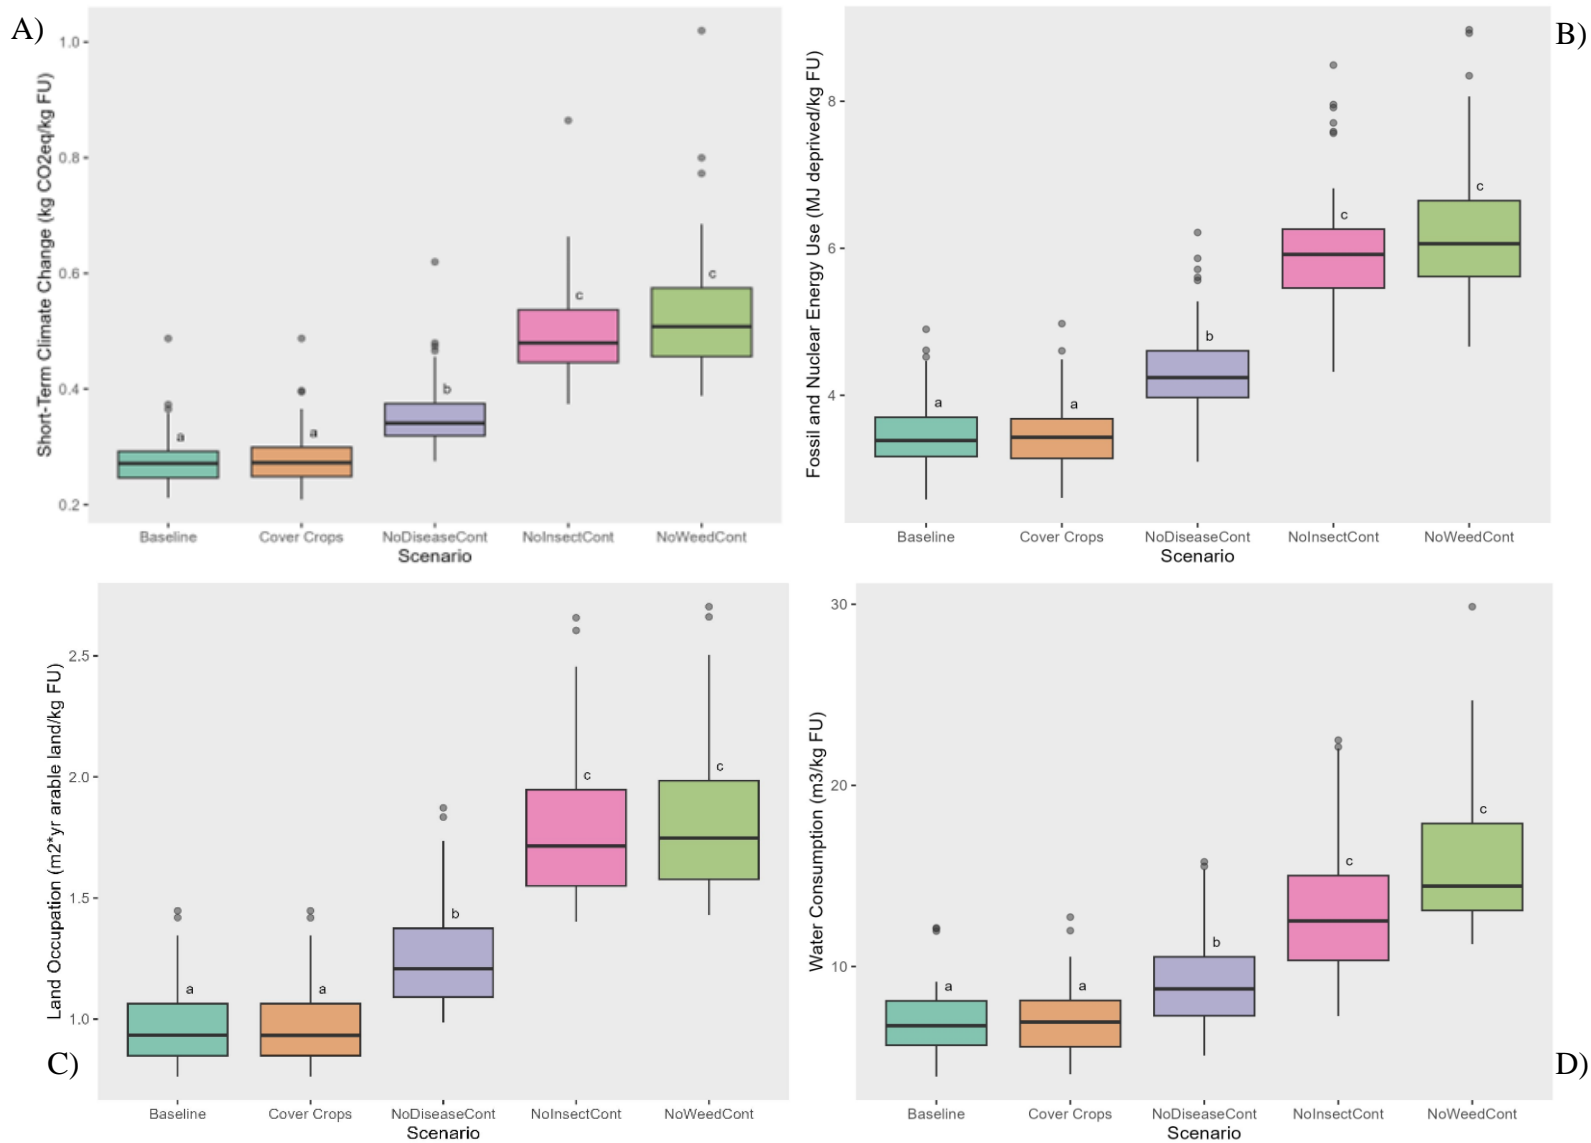 A)
Short-Term Climate Change (kg CO2eq/kg FU)
1.0
0.8
0.6
0.4
0.2
a
a
b
c
c
Baseline
Cover Crops
NoDiseaseCont
NoInsectCont
NoWeedCont
Scenario
B)
Fossil and Nuclear Energy Use (MJ deprived/kg FU)
8
6
4
a
a
b
c
c
Baseline
Cover Crops
NoDiseaseCont
NoInsectCont
NoWeedCont
Scenario
C)
Land Occupation (m2*yr arable land/kg FU)
2.5
2.0
1.5
1.0
a
a
b
c
c
Baseline
Cover Crops
NoDiseaseCont
NoInsectCont
NoWeedCont
Scenario
D)
Water Consumption (m3/kg FU)
30
20
10
a
a
b
c
c
Baseline
Cover Crops
NoDiseaseCont
NoInsectCont
NoWeedCont
Scenario